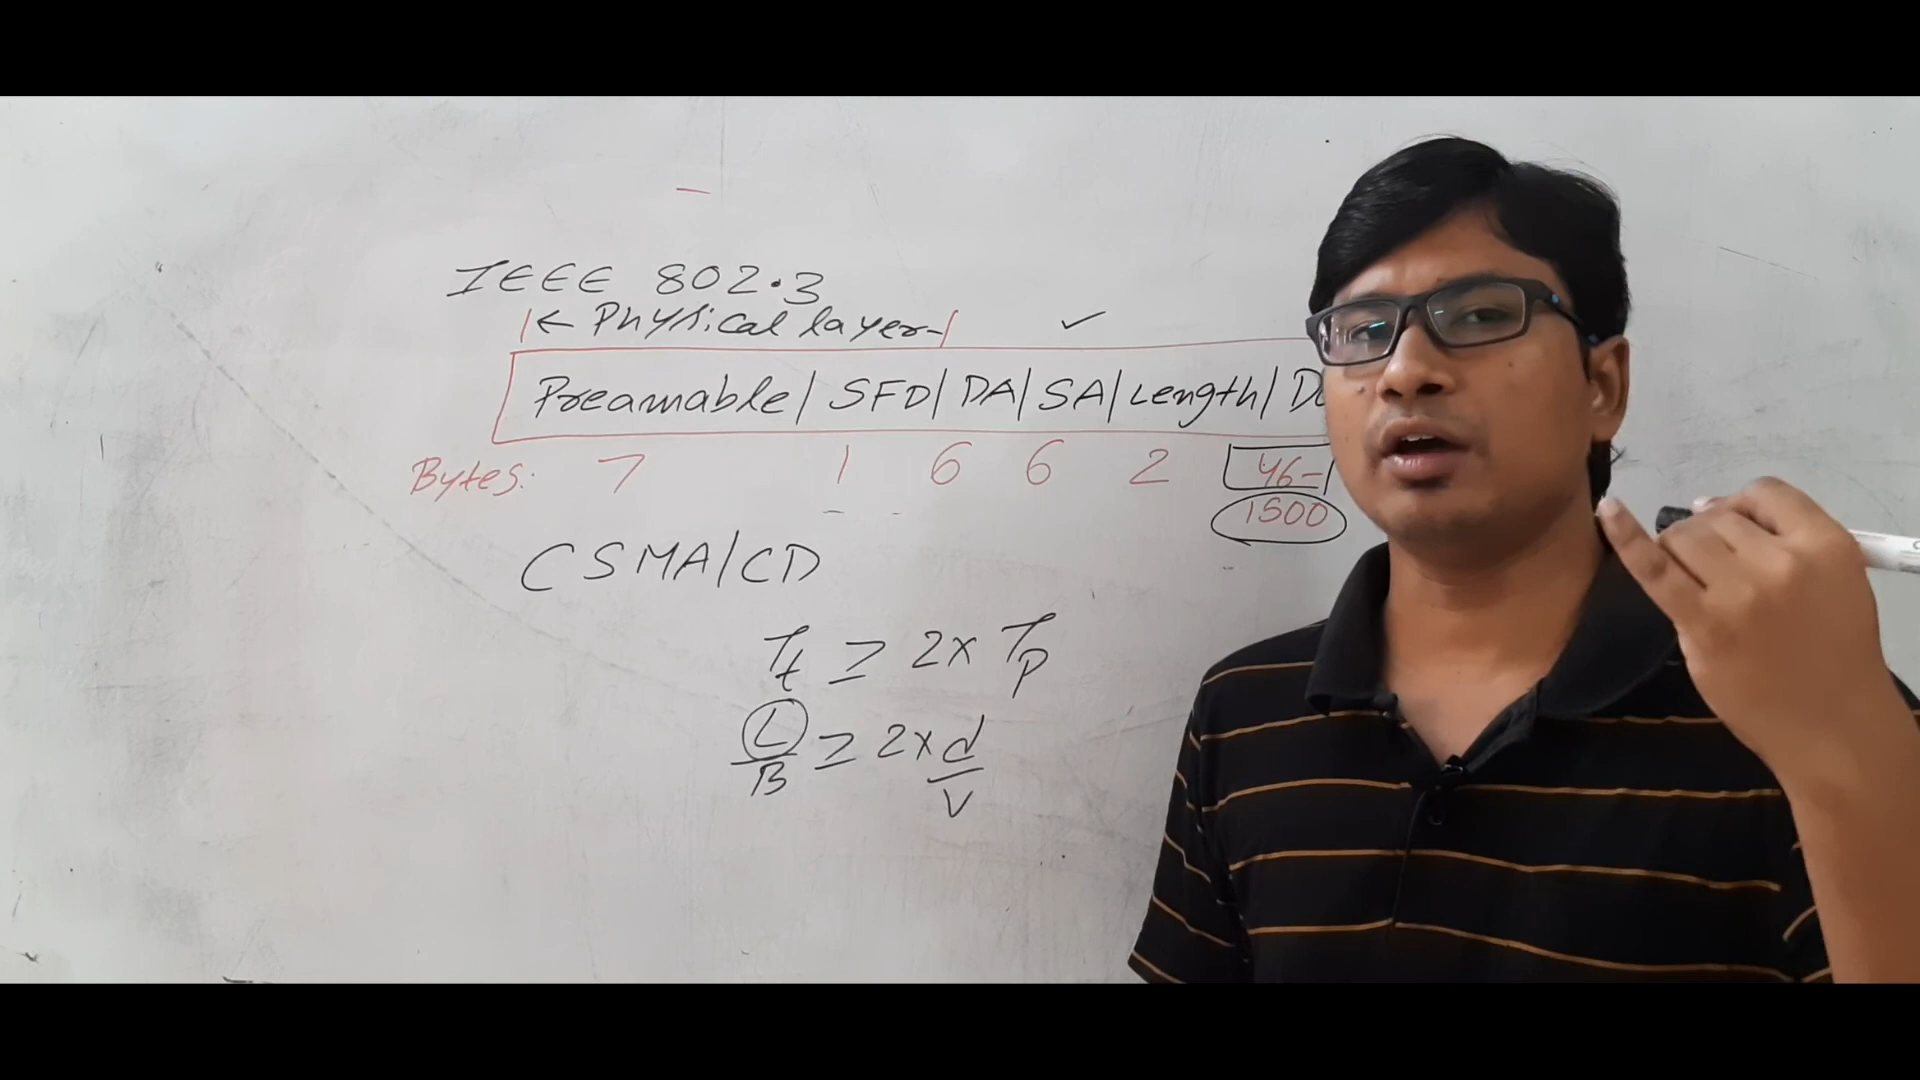 IEEE 802.3
|← Physical layer-|
Preamable | SFD | DA | SA | Length |
Bytes: 7 1 6 6 2 46-
1500
CSMA/CD
Tt ≥ 2x Tp
L/B ≥ 2x d/V